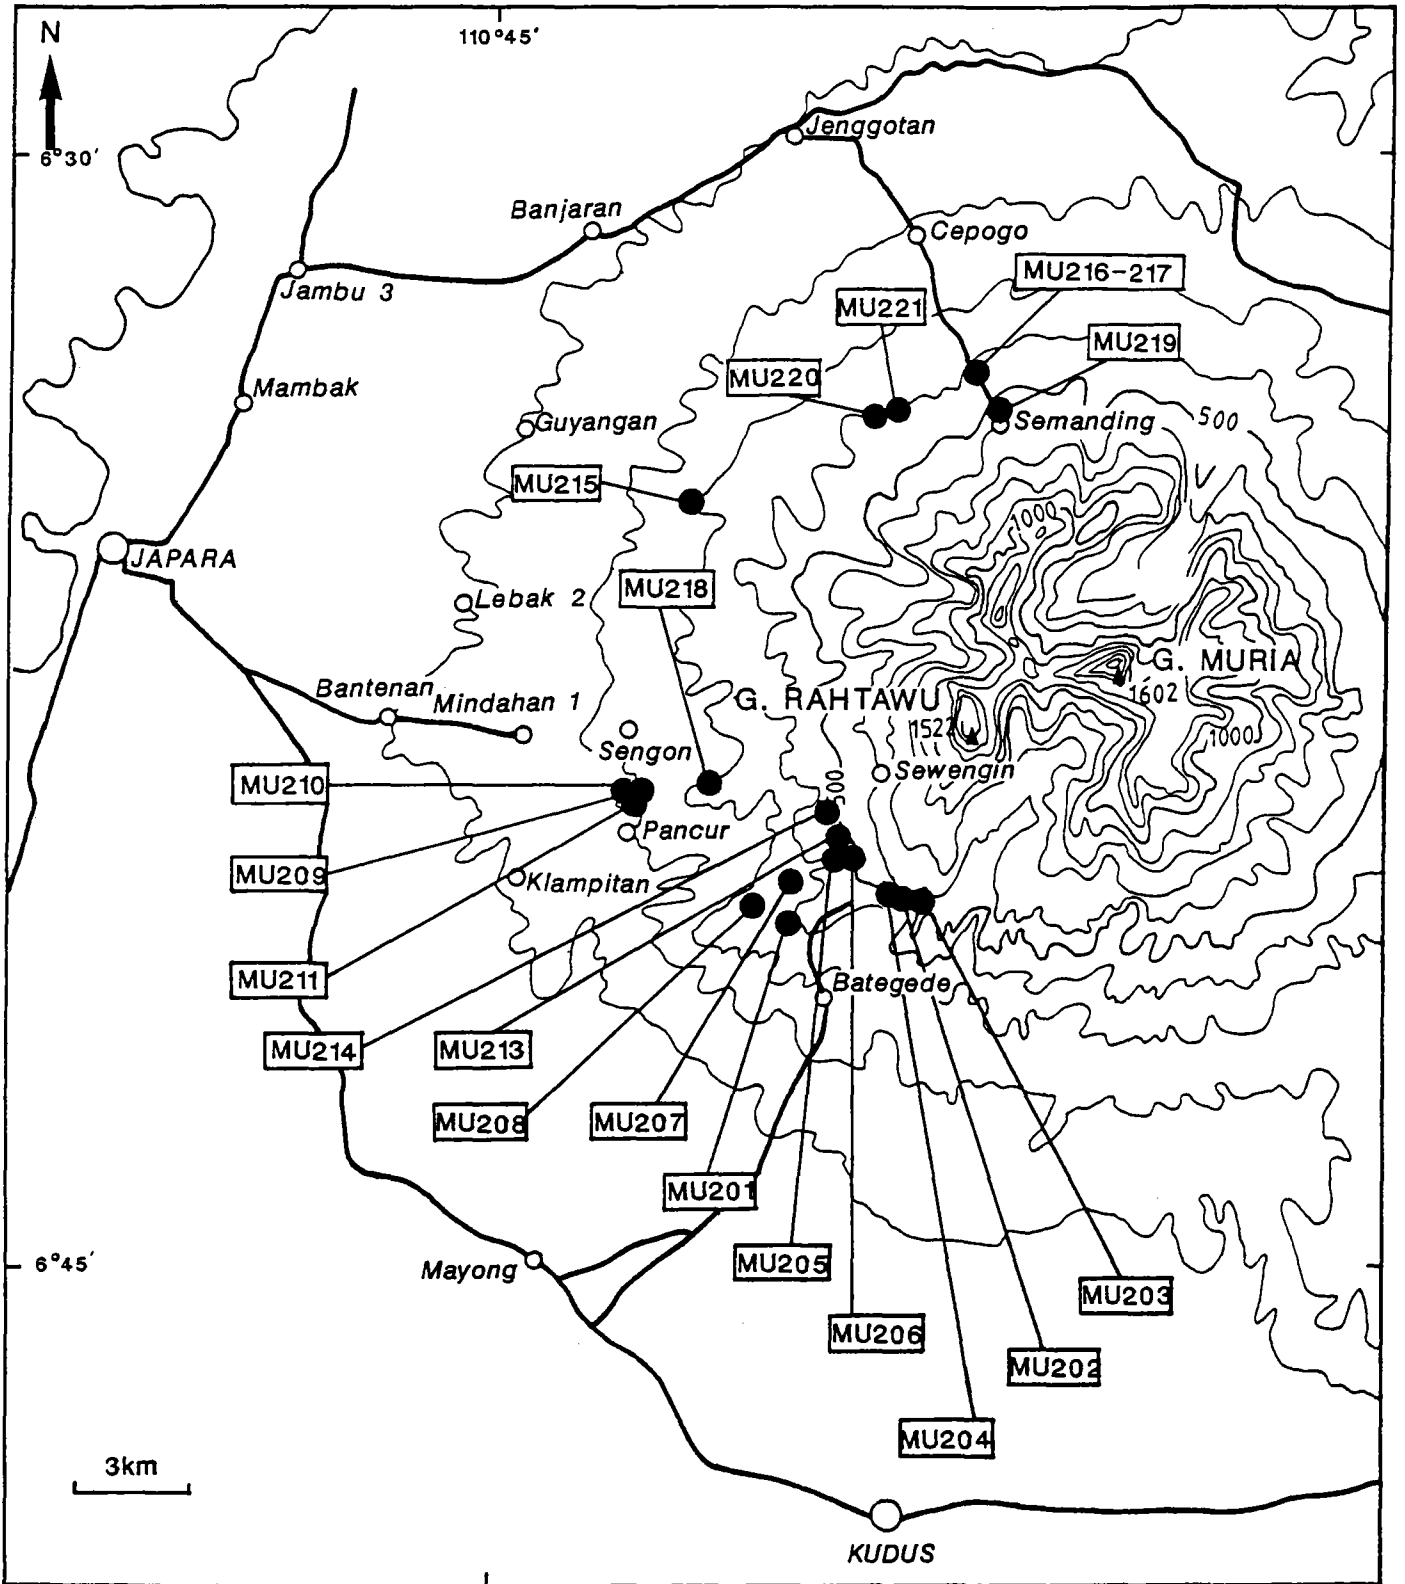 N
110°45'
6°30'
Jenggotan
Banjaran
Cepogo
MU216-217
Jambu 3
MU221
MU219
MU220
Mambak
Semanding
500
Guyangan
MU215
1000
JAPARA
MU218
Lebak 2
G. MURIA
1602
Bantenan
Mindahan 1
G. RAHTAWU
1522
1000
Sengon
Sewengin
MU210
500
Pancur
MU209
Klampitan
MU211
Bategede
MU214
MU213
MU208
MU207
MU201
6°45'
Mayong
MU205
MU203
MU206
MU202
MU204
3km
KUDUS